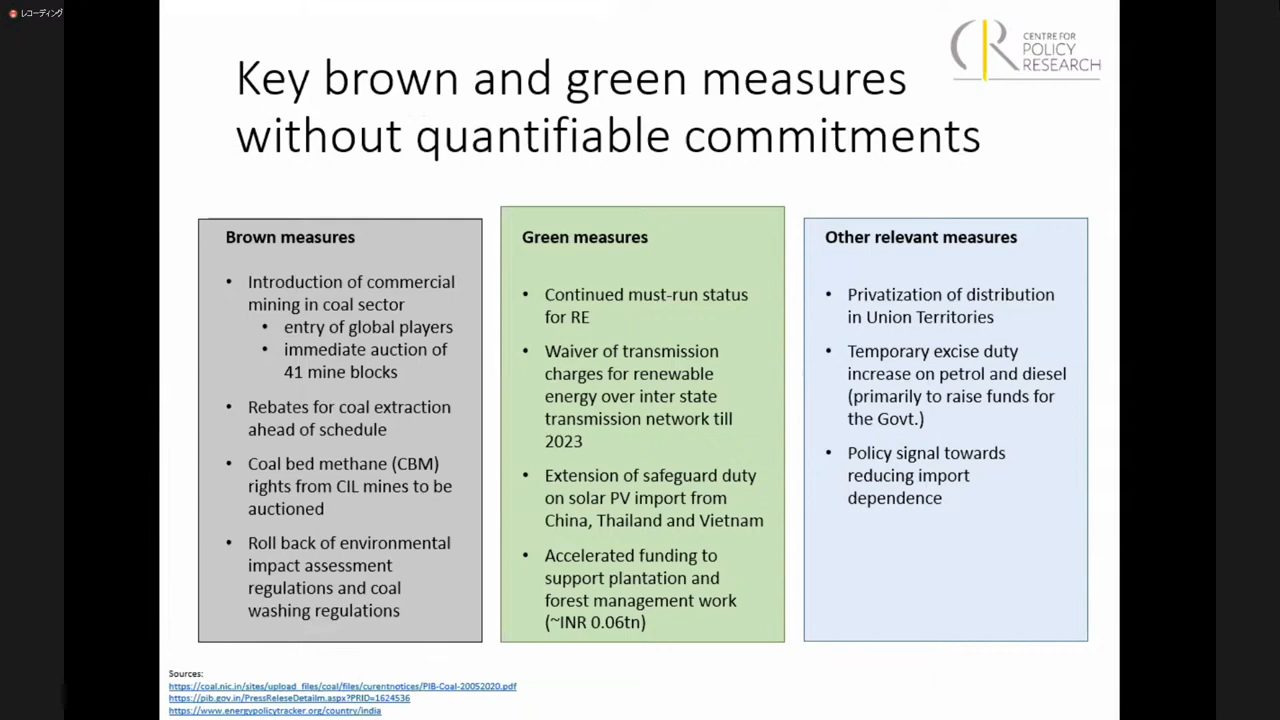 レコーディング
CENTRE FOR
POLICY
RESEARCH
Key brown and green measures
without quantifiable commitments
Brown measures
• Introduction of commercial
mining in coal sector
• entry of global players
• immediate auction of
41 mine blocks
• Rebates for coal extraction
ahead of schedule
• Coal bed methane (CBM)
rights from CIL mines to be
auctioned
• Roll back of environmental
impact assessment
regulations and coal
washing regulations
Green measures
• Continued must-run status
for RE
• Waiver of transmission
charges for renewable
energy over inter state
transmission network till
2023
• Extension of safeguard duty
on solar PV import from
China, Thailand and Vietnam
• Accelerated funding to
support plantation and
forest management work
(~INR 0.06tn)
Other relevant measures
• Privatization of distribution
in Union Territories
• Temporary excise duty
increase on petrol and diesel
(primarily to raise funds for
the Govt.)
• Policy signal towards
reducing import
dependence
Sources:
https://coal.nic.in/sites/upload_files/coal/files/curentnotices/PIB-Coal-20052020.pdf
https://pib.gov.in/PressReleseDetailm.aspx?PRID=1624536
https://www.energypolicytracker.org/country/india